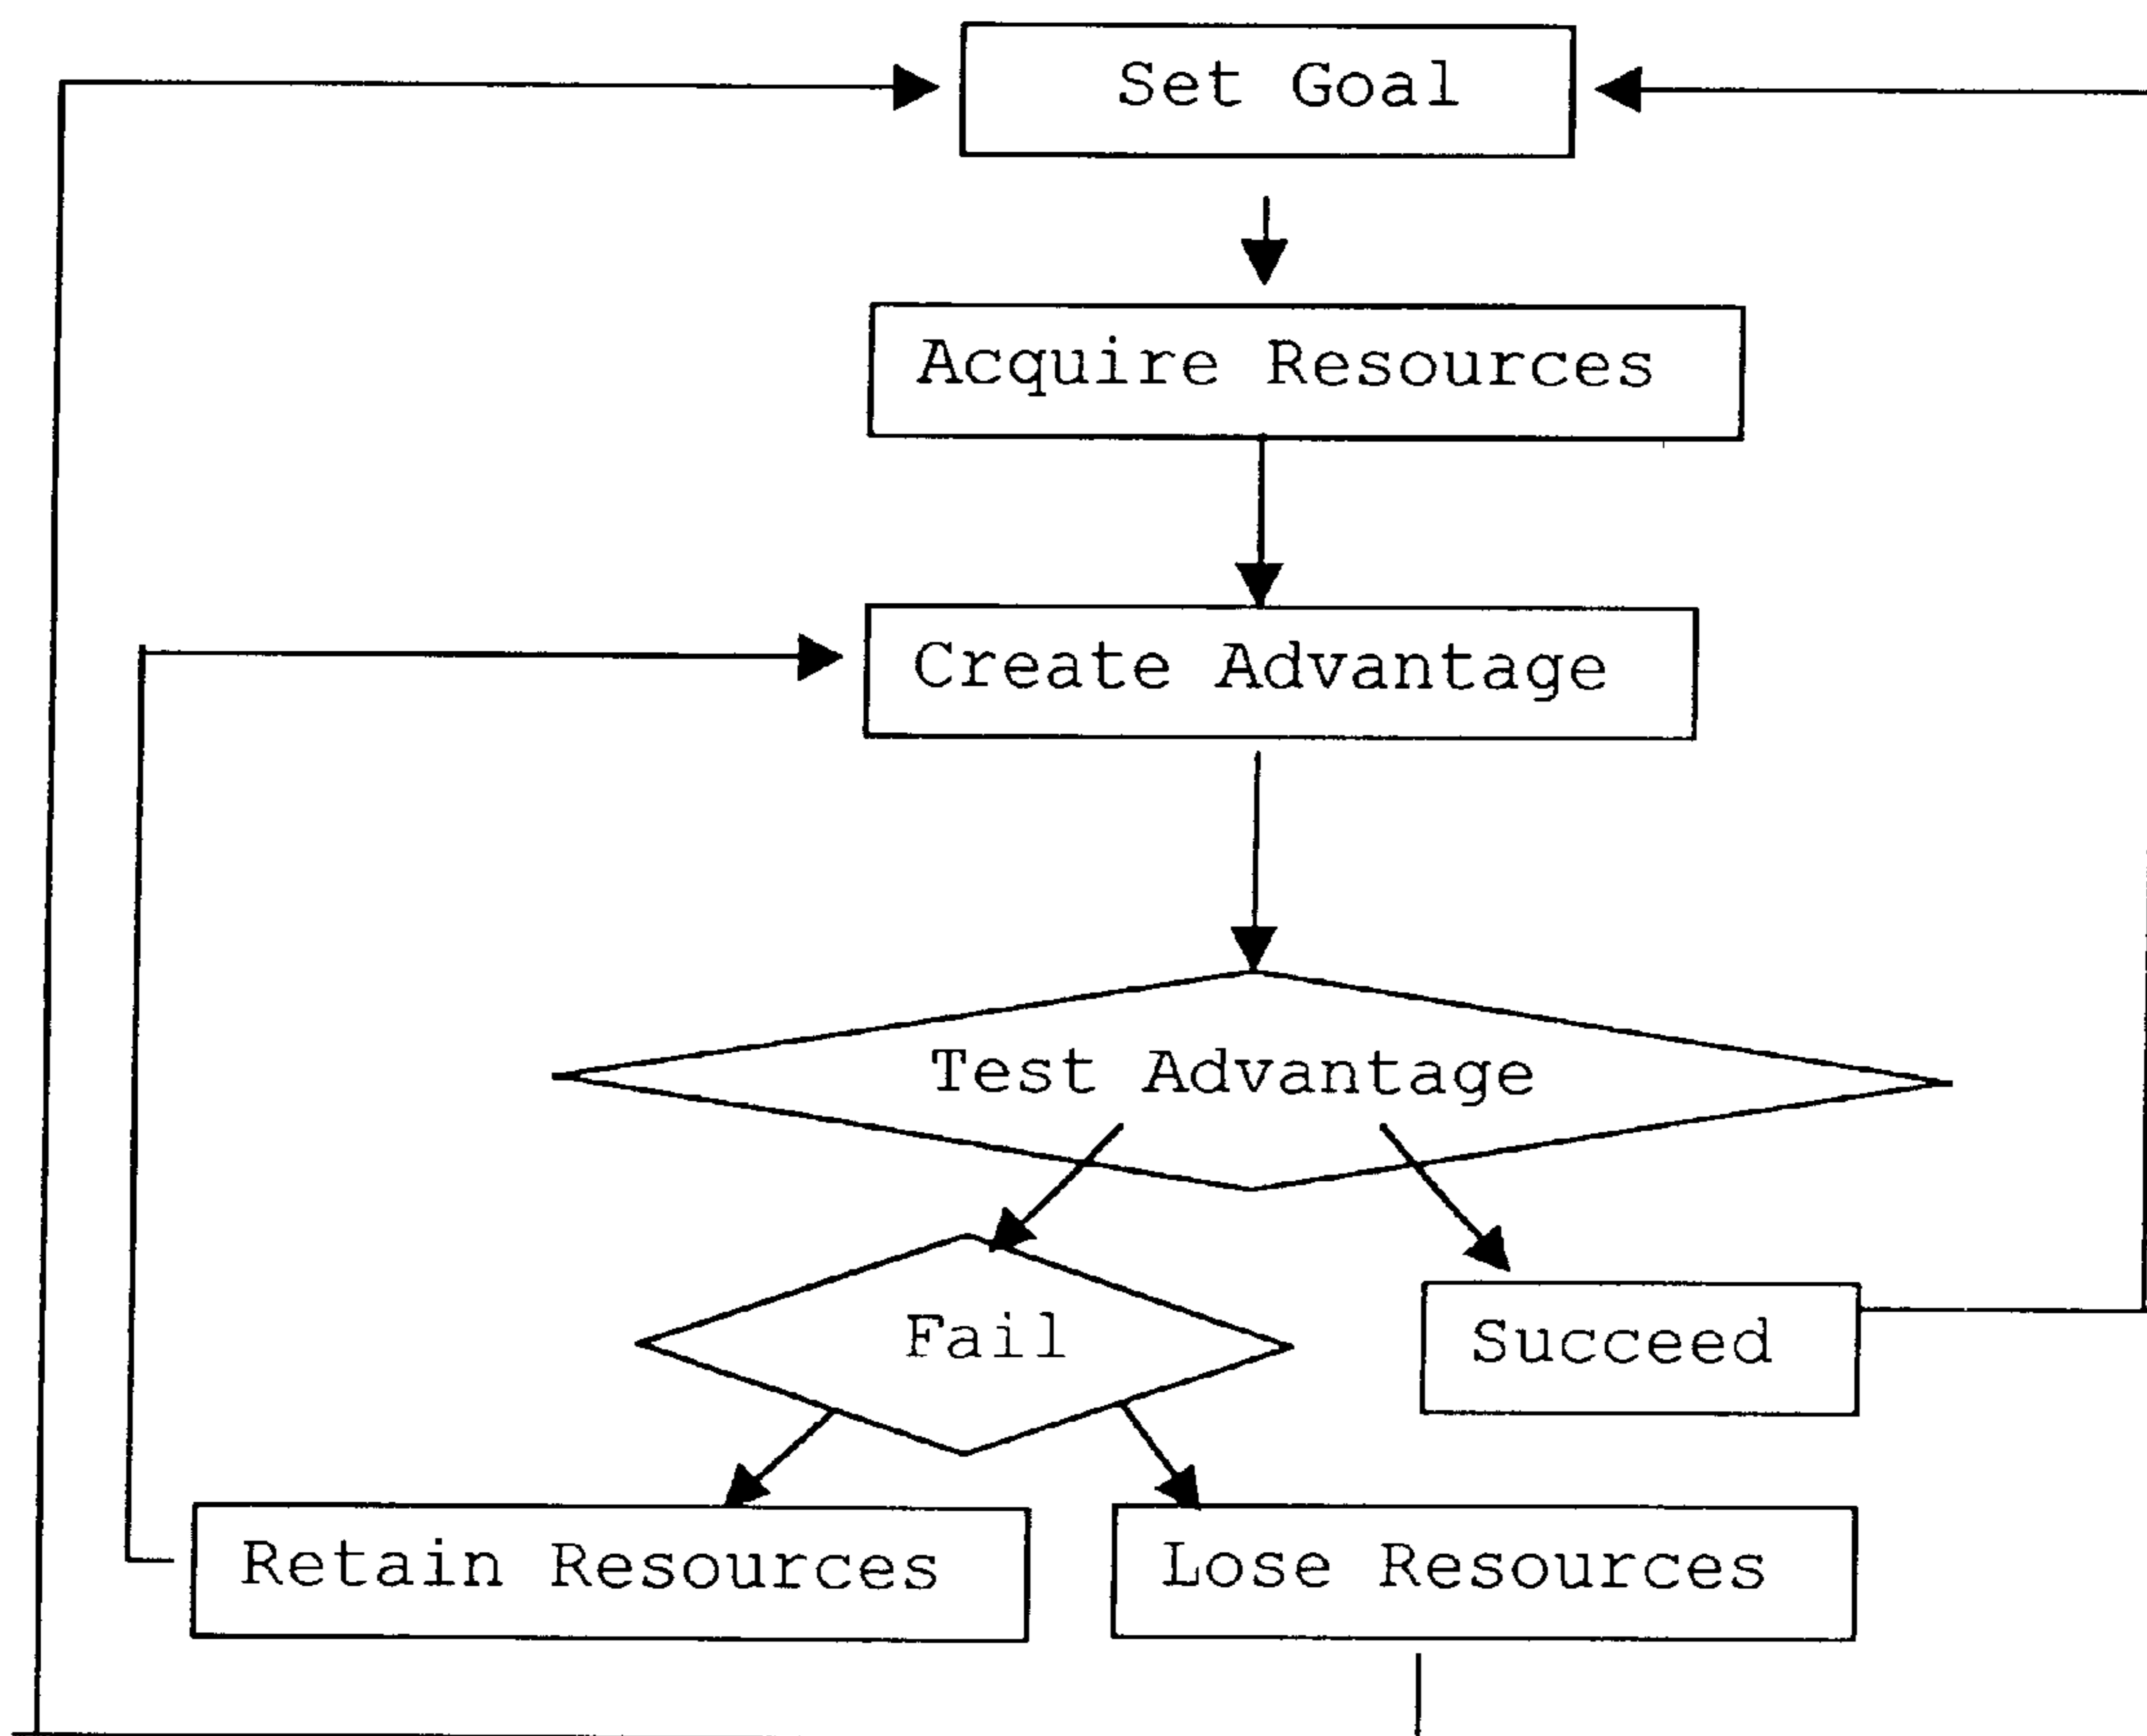 Set Goal
Acquire Resources
Create Advantage
Test Advantage
Fail
Succeed
Retain Resources
Lose Resources